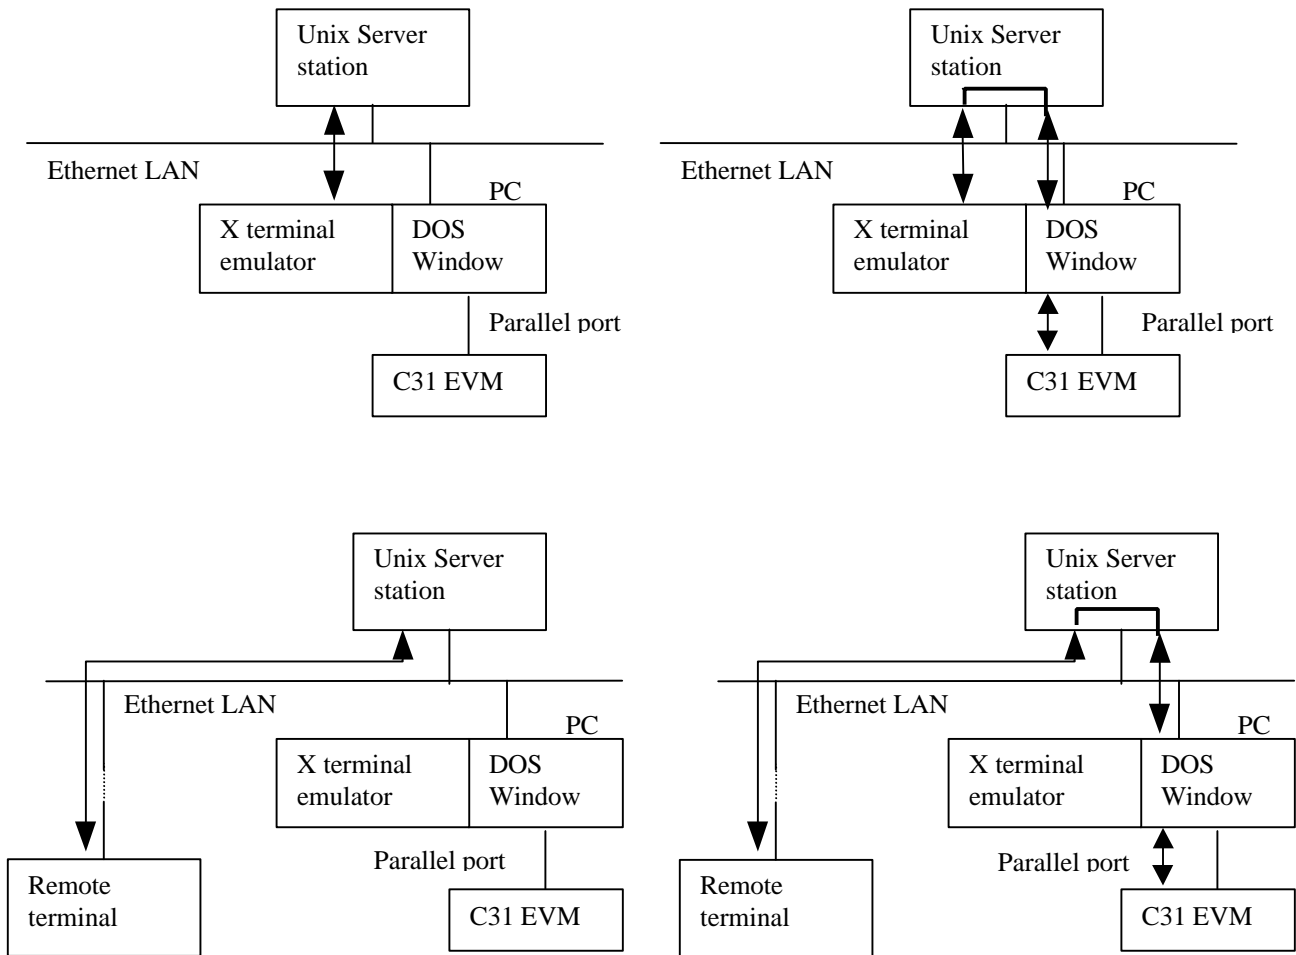 Unix Server
station
Ethernet LAN
PC
X terminal
emulator
DOS
Window
Parallel port
C31 EVM
Unix Server
station
Ethernet LAN
PC
X terminal
emulator
DOS
Window
Parallel port
C31 EVM
Unix Server
station
Ethernet LAN
PC
X terminal
emulator
DOS
Window
Parallel port
Remote
terminal
C31 EVM
Unix Server
station
Ethernet LAN
PC
X terminal
emulator
DOS
Window
Parallel port
Remote
terminal
C31 EVM